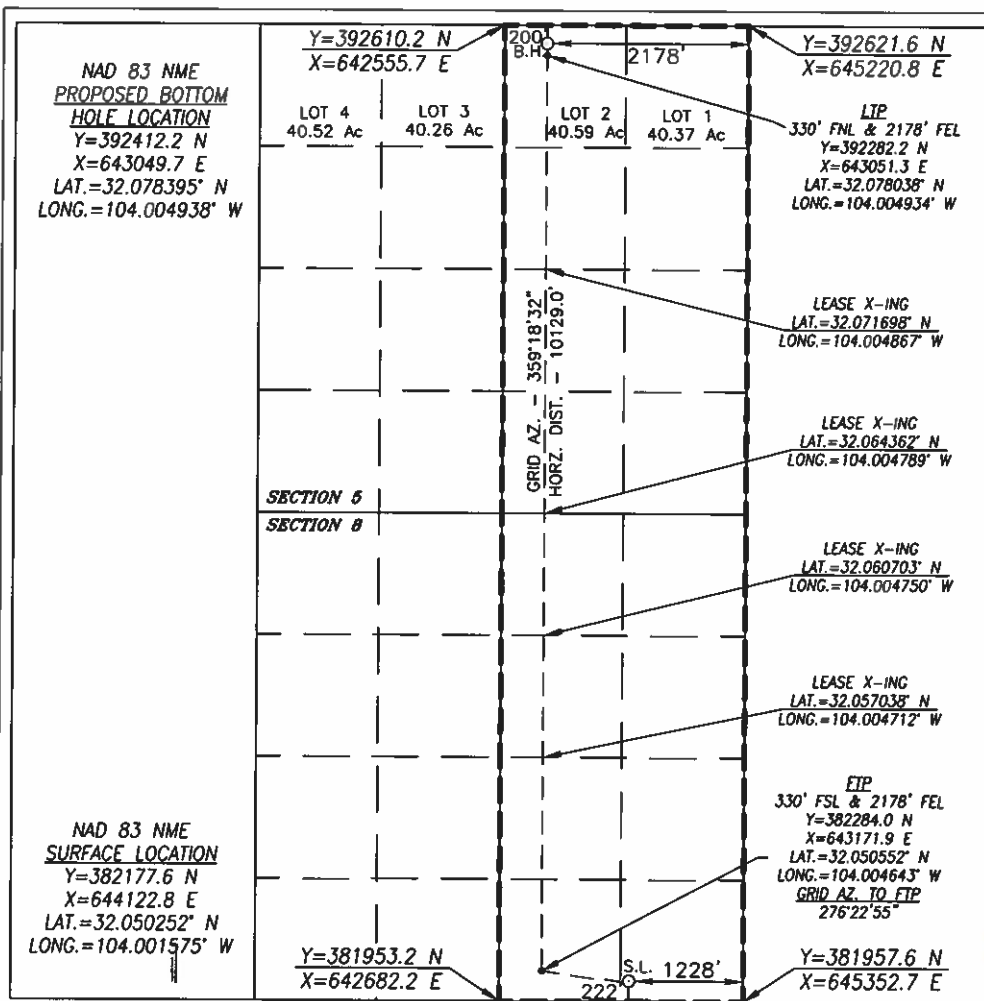 NAD 83 NME
PROPOSED BOTTOM
HOLE LOCATION
Y=392412.2 N
X=643049.7 E
LAT.=32.078395° N
LONG.=104.004938° W
Y=392610.2 N
X=642555.7 E
200'
B.H.
2178'
Y=392621.6 N
X=645220.8 E
LOT 4
40.52 Ac
LOT 3
40.26 Ac
LOT 2
40.59 Ac
LOT 1
40.37 Ac
LTP
330' FNL & 2178' FEL
Y=392282.2 N
X=643051.3 E
LAT.=32.078038° N
LONG.=104.004934° W
GRID AZ. - 359°18'32"
HORZ. DIST. - 10129.0'
LEASE X-ING
LAT.=32.071698° N
LONG.=104.004867° W
LEASE X-ING
LAT.=32.064362° N
LONG.=104.004789° W
SECTION 5
SECTION 8
LEASE X-ING
LAT.=32.060703° N
LONG.=104.004750° W
LEASE X-ING
LAT.=32.057038° N
LONG.=104.004712° W
FTP
330' FSL & 2178' FEL
Y=382284.0 N
X=643171.9 E
LAT.=32.050552° N
LONG.=104.004643° W
GRID AZ. TO FTP
276°22'55"
NAD 83 NME
SURFACE LOCATION
Y=382177.6 N
X=644122.8 E
LAT.=32.050252° N
LONG.=104.001575° W
Y=381953.2 N
X=642682.2 E
S.L.
1228'
222'
Y=381957.6 N
X=645352.7 E